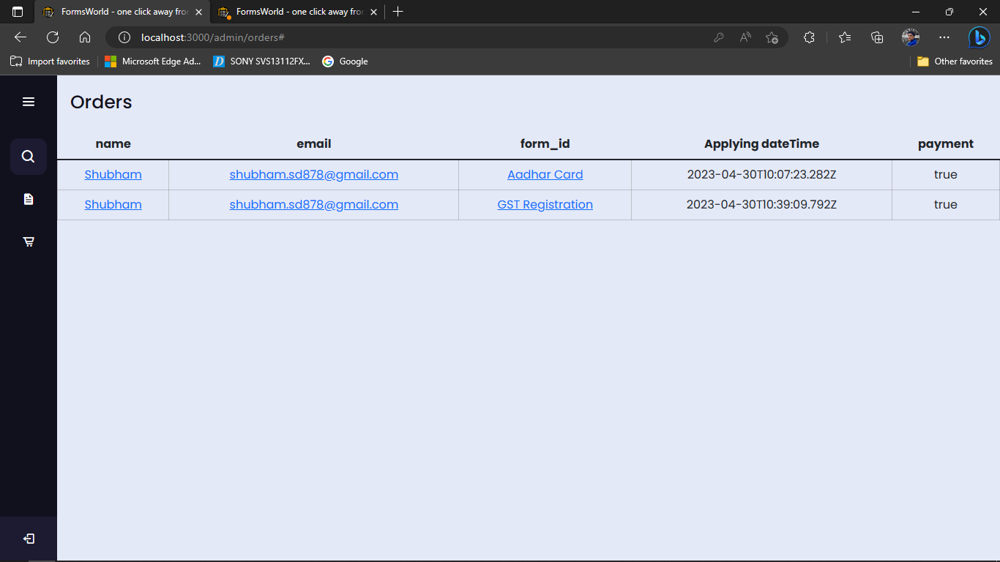 FormsWorld - one click away fro
FormsWorld - one click away fro
localhost:3000/admin/orders#
Import favorites
Microsoft Edge Ad...
SONY SVS13112FX...
Google
Other favorites
Orders
name email form_id Applying dateTime payment
Shubham shubham.sd878@gmail.com Aadhar Card 2023-04-30T10:07:23.282Z true
Shubham shubham.sd878@gmail.com GST Registration 2023-04-30T10:39:09.792Z true